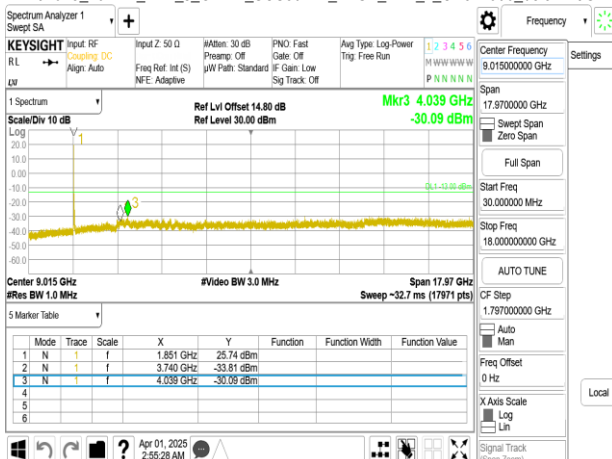 Spectrum Analyzer 1
Swept SA
Frequency
KEYSIGHT Input: RF
RL
Coupling: DC
Align: Auto
Input Z: 50 Ω
Freq Ref: Int (S)
NFE: Adaptive
#Atten: 30 dB
Preamp: Off
µW Path: Standard
PNO: Fast
Gate: Off
IF Gain: Low
Sig Track: Off
Avg Type: Log-Power
Trig: Free Run
1 2 3 4 5 6
M W W W W W
P N N N N N
Center Frequency
9.015000000 GHz
Settings
1 Spectrum
Scale/Div 10 dB
Ref Lvl Offset 14.80 dB
Ref Level 30.00 dBm
Mkr3 4.039 GHz
-30.09 dBm
Span
17.9700000 GHz
Swept Span
Zero Span
Full Span
Log
20.0
10.0
0.00
-10.0
-20.0
-30.0
-40.0
-50.0
-60.0
1
3
DL1 -13.00 dBm
Start Freq
30.000000 MHz
Stop Freq
18.000000000 GHz
AUTO TUNE
Center 9.015 GHz
#Res BW 1.0 MHz
#Video BW 3.0 MHz
Span 17.97 GHz
Sweep ~32.7 ms (17971 pts)
CF Step
1.797000000 GHz
Auto
Man
5 Marker Table
Mode Trace Scale X Y Function Function Width Function Value
1 N 1 f 1.851 GHz 25.74 dBm
2 N 1 f 3.740 GHz -33.81 dBm
3 N 1 f 4.039 GHz -30.09 dBm
4
5
6
Freq Offset
0 Hz
X Axis Scale
Log
Lin
Local
Signal Track
(Span Zoom)
Apr 01, 2025
2:55:28 AM